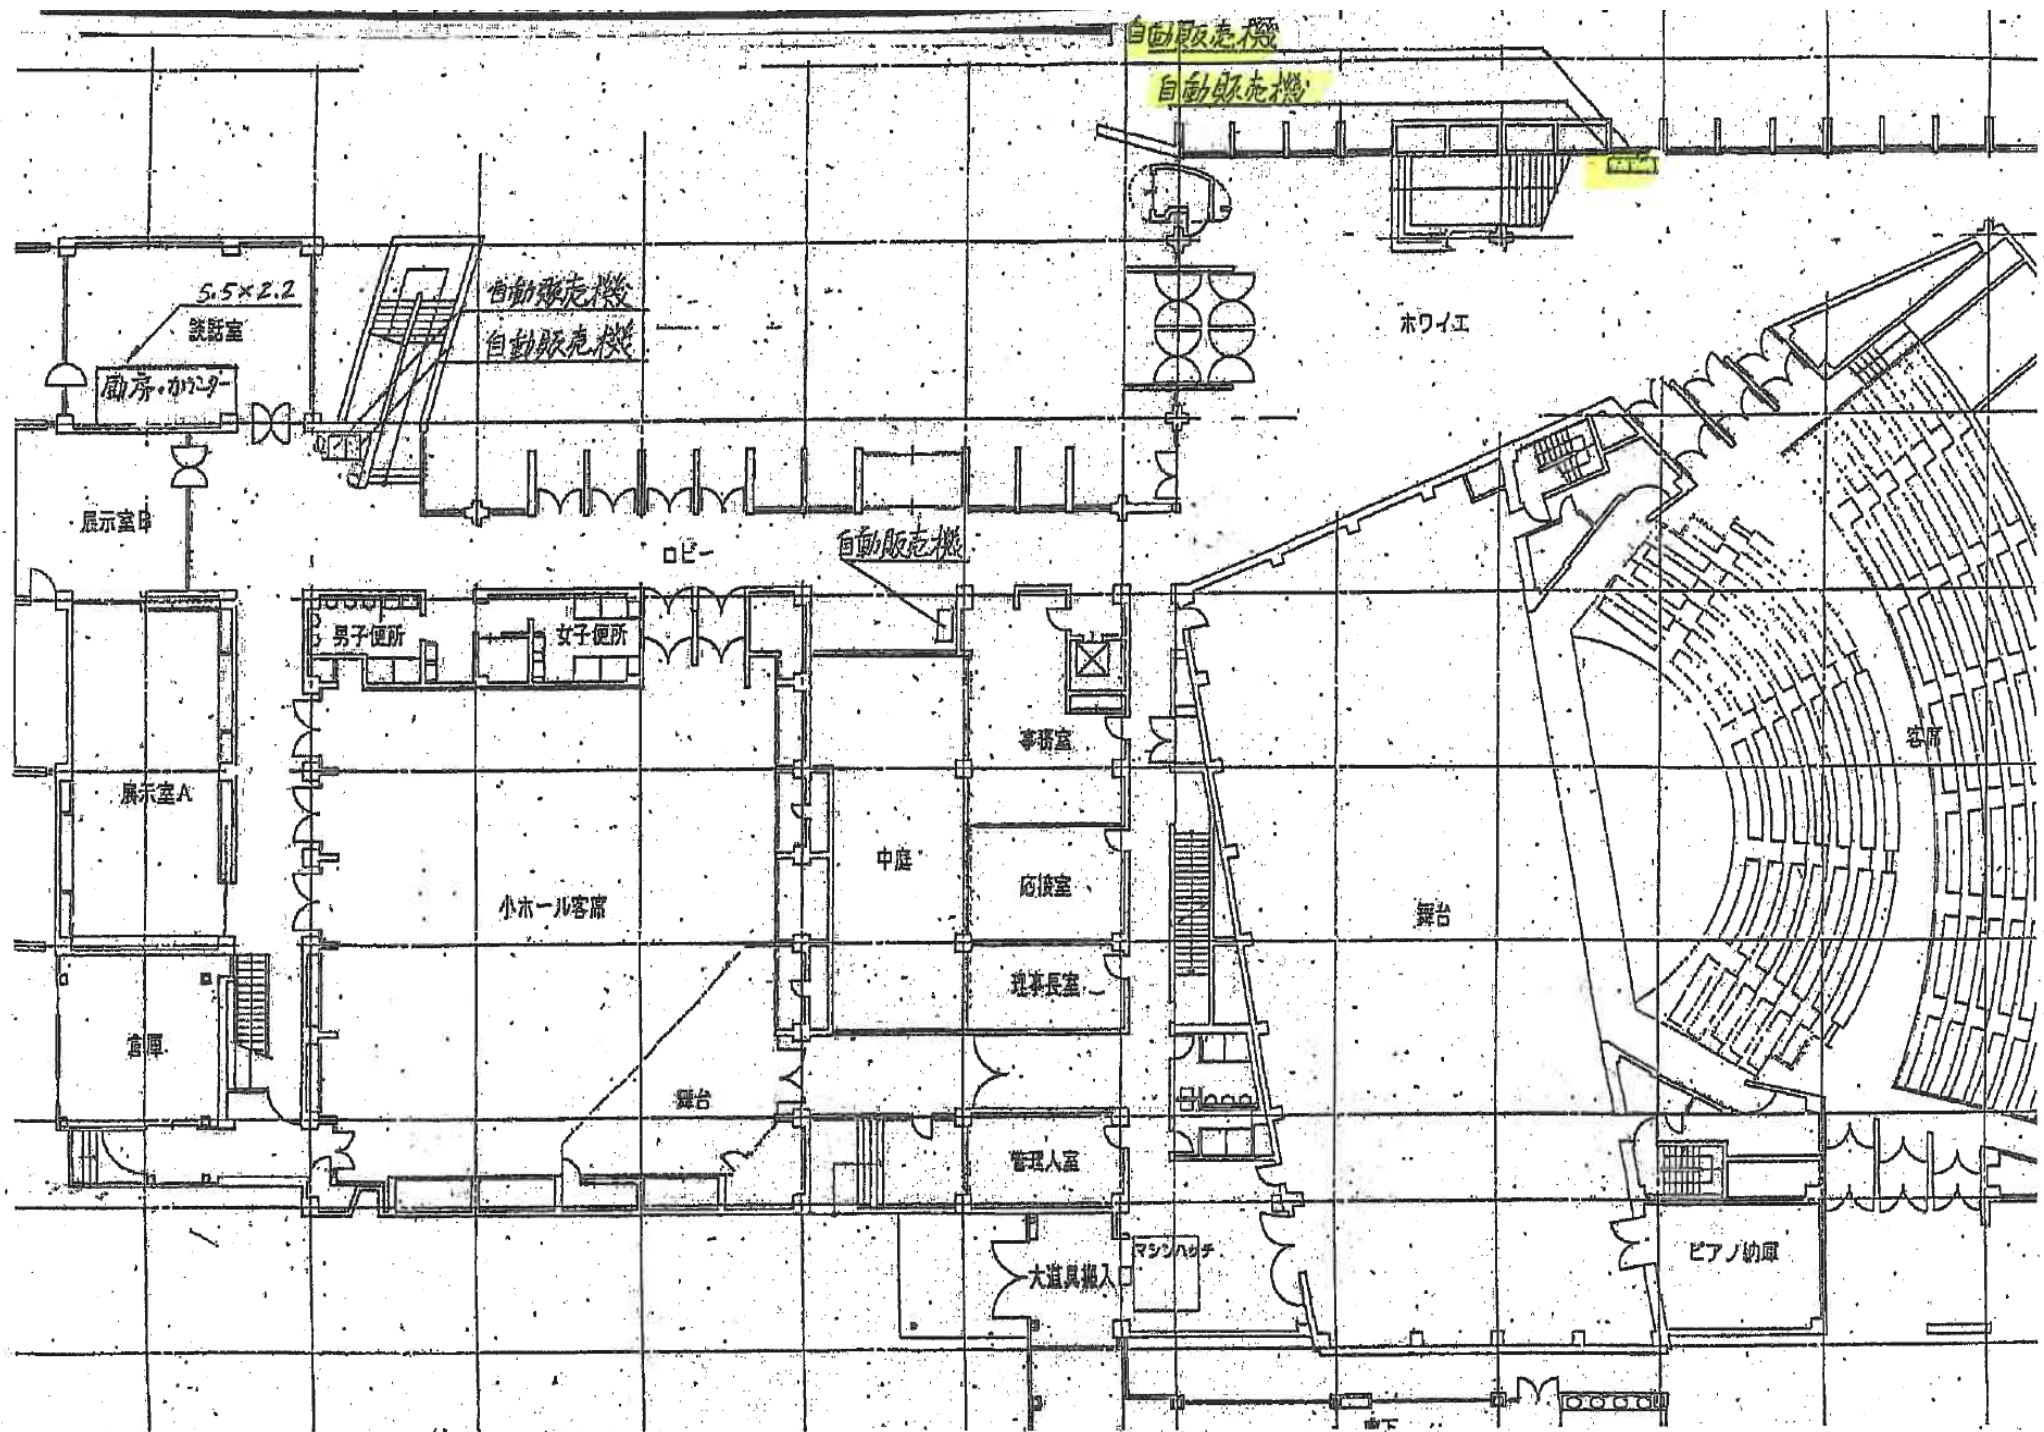 自動販売機
自動販売機
自動販売機
自動販売機
5.5×2.2
談話室
厨房・カウンター
ホワイエ
展示室B
ロビー
自動販売機
男子便所
女子便所
事務室
客席
展示室A
中庭
応接室
小ホール客席
舞台
理事長室
倉庫
舞台
管理人室
マシンハッチ
ピアノ納庫
大道具搬入
廊下